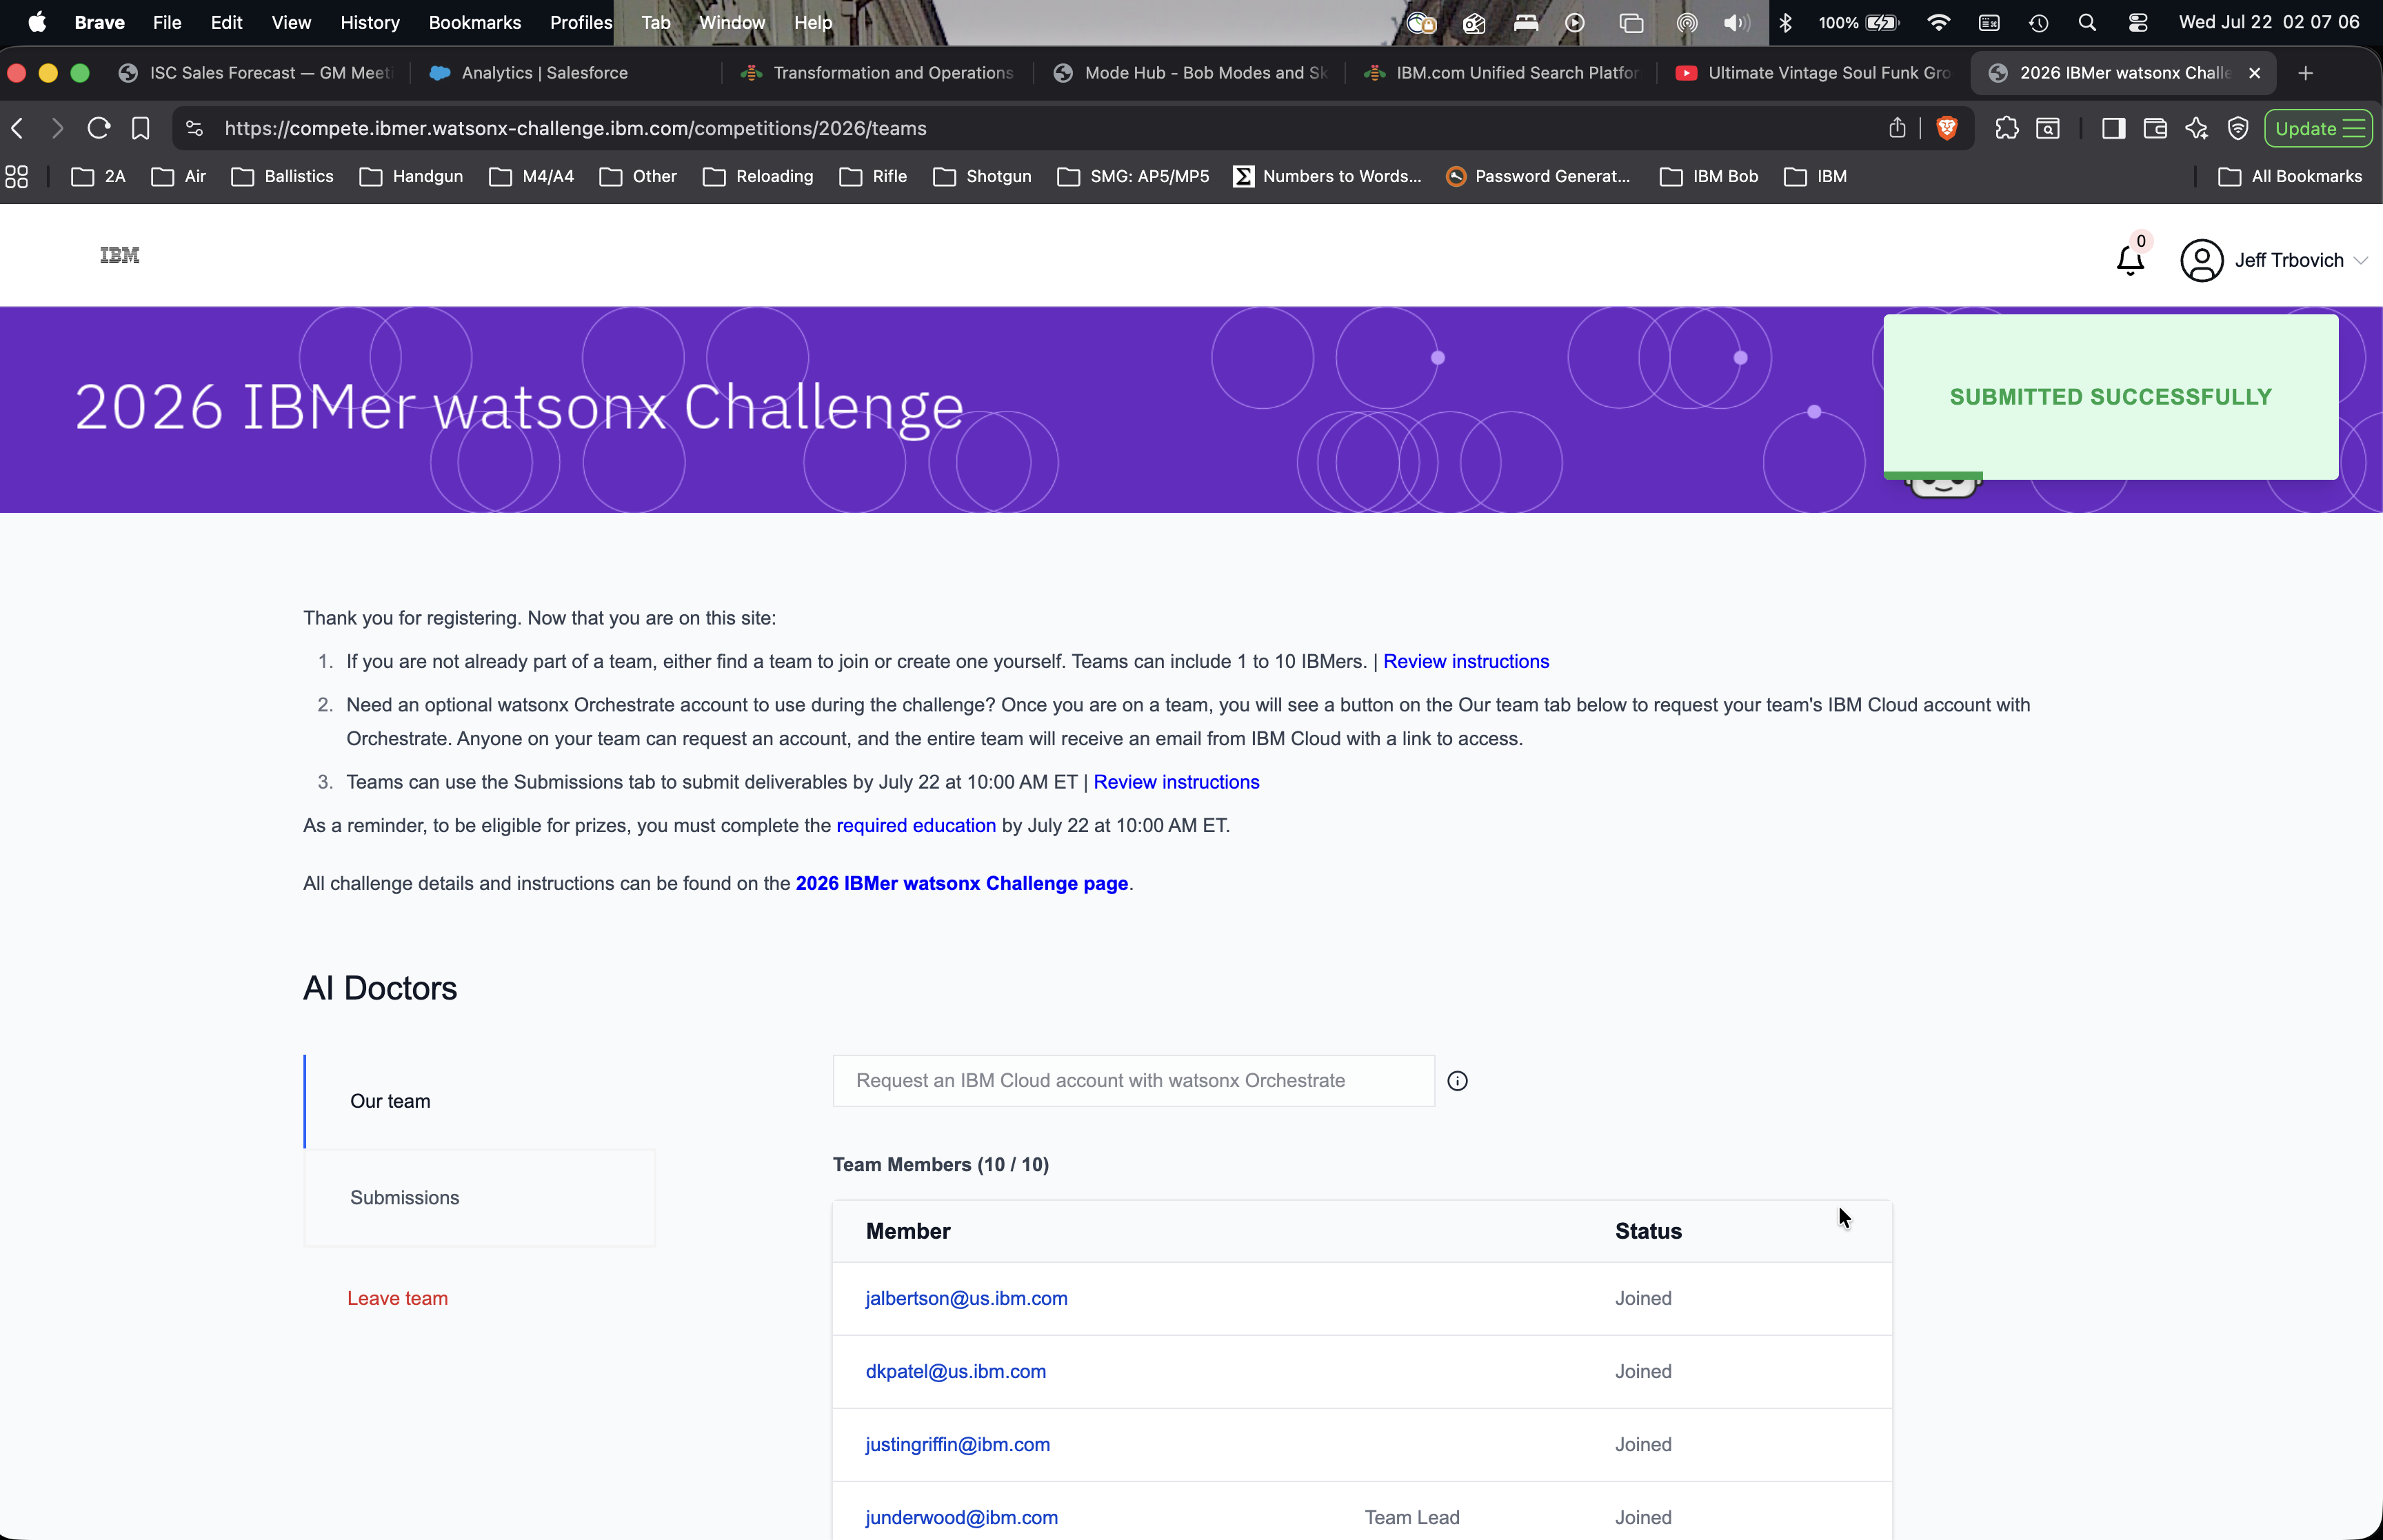 Brave File Edit View History Bookmarks Profiles Tab Window Help 100% Wed Jul 22 02 07 06
ISC Sales Forecast — GM Meeti Analytics | Salesforce Transformation and Operations Mode Hub - Bob Modes and Sk IBM.com Unified Search Platfor Ultimate Vintage Soul Funk Gro 2026 IBMer watsonx Challe
https://compete.ibmer.watsonx-challenge.ibm.com/competitions/2026/teams Update
2A Air Ballistics Handgun M4/A4 Other Reloading Rifle Shotgun SMG: AP5/MP5 Numbers to Words... Password Generat... IBM Bob IBM All Bookmarks
IBM 0 Jeff Trbovich
2026 IBMer watsonx Challenge
SUBMITTED SUCCESSFULLY
Thank you for registering. Now that you are on this site:
1. If you are not already part of a team, either find a team to join or create one yourself. Teams can include 1 to 10 IBMers. | Review instructions
2. Need an optional watsonx Orchestrate account to use during the challenge? Once you are on a team, you will see a button on the Our team tab below to request your team's IBM Cloud account with
Orchestrate. Anyone on your team can request an account, and the entire team will receive an email from IBM Cloud with a link to access.
3. Teams can use the Submissions tab to submit deliverables by July 22 at 10:00 AM ET | Review instructions
As a reminder, to be eligible for prizes, you must complete the required education by July 22 at 10:00 AM ET.
All challenge details and instructions can be found on the 2026 IBMer watsonx Challenge page.
AI Doctors
Our team
Submissions
Leave team
Request an IBM Cloud account with watsonx Orchestrate
Team Members (10 / 10)
Member Status
jalbertson@us.ibm.com Joined
dkpatel@us.ibm.com Joined
justingriffin@ibm.com Joined
junderwood@ibm.com Team Lead Joined